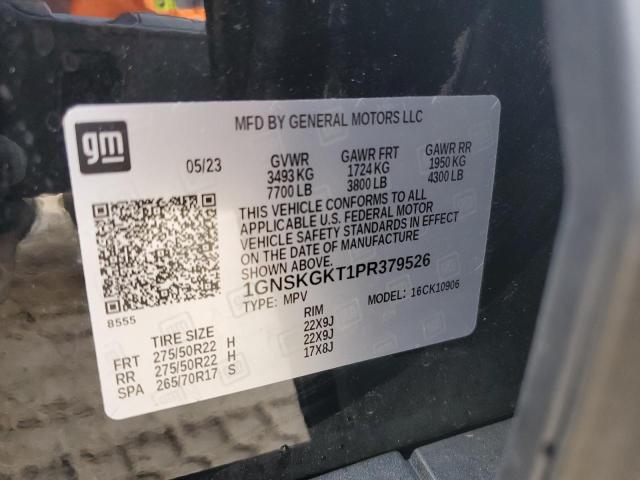 MFD BY GENERAL MOTORS LLC
gm
05/23
GVWR GAWR FRT GAWR RR
3493 KG 1724 KG 1950 KG
7700 LB 3800 LB 4300 LB
THIS VEHICLE CONFORMS TO ALL
APPLICABLE U.S. FEDERAL MOTOR
VEHICLE SAFETY STANDARDS IN EFFECT
ON THE DATE OF MANUFACTURE
SHOWN ABOVE.
1GNSKGKT1PR379526
TYPE: MPV MODEL: 16CK10906
8555
TIRE SIZE RIM
FRT 275/50R22 H 22X9J
RR 275/50R22 H 22X9J
SPA 265/70R17 S 17X8J